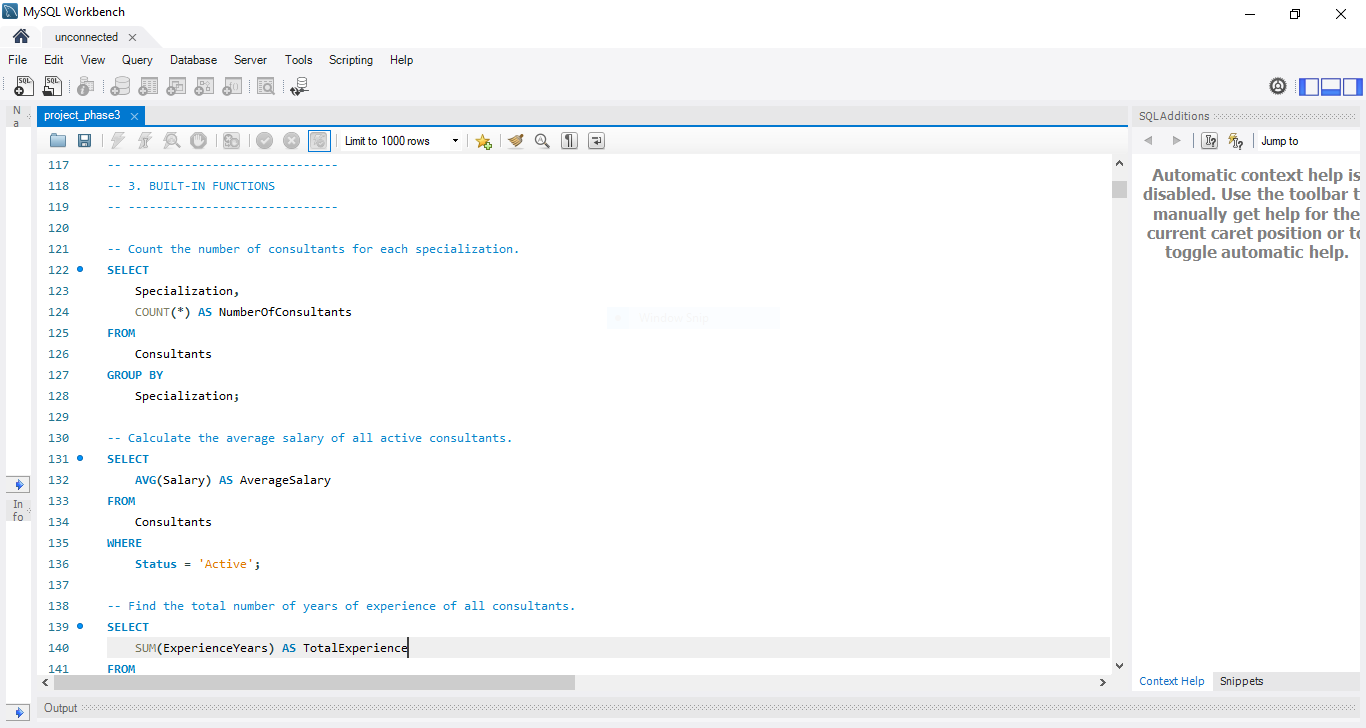 MySQL Workbench
unconnected
File Edit View Query Database Server Tools Scripting Help
N
a
project_phase3
SQLAdditions
Limit to 1000 rows
Jump to
117 -- ------------------------------
118 -- 3. BUILT-IN FUNCTIONS
119 -- ------------------------------
120
121 -- Count the number of consultants for each specialization.
122 SELECT
123 Specialization,
124 COUNT(*) AS NumberOfConsultants
125 FROM
126 Consultants
127 GROUP BY
128 Specialization;
129
130 -- Calculate the average salary of all active consultants.
131 SELECT
132 AVG(Salary) AS AverageSalary
133 FROM
134 Consultants
135 WHERE
136 Status = 'Active';
137
138 -- Find the total number of years of experience of all consultants.
139 SELECT
140 SUM(ExperienceYears) AS TotalExperience
141 FROM
Window Snip
In
fo
Automatic context help is
disabled. Use the toolbar t
manually get help for the
current caret position or to
toggle automatic help.
Context Help Snippets
Output